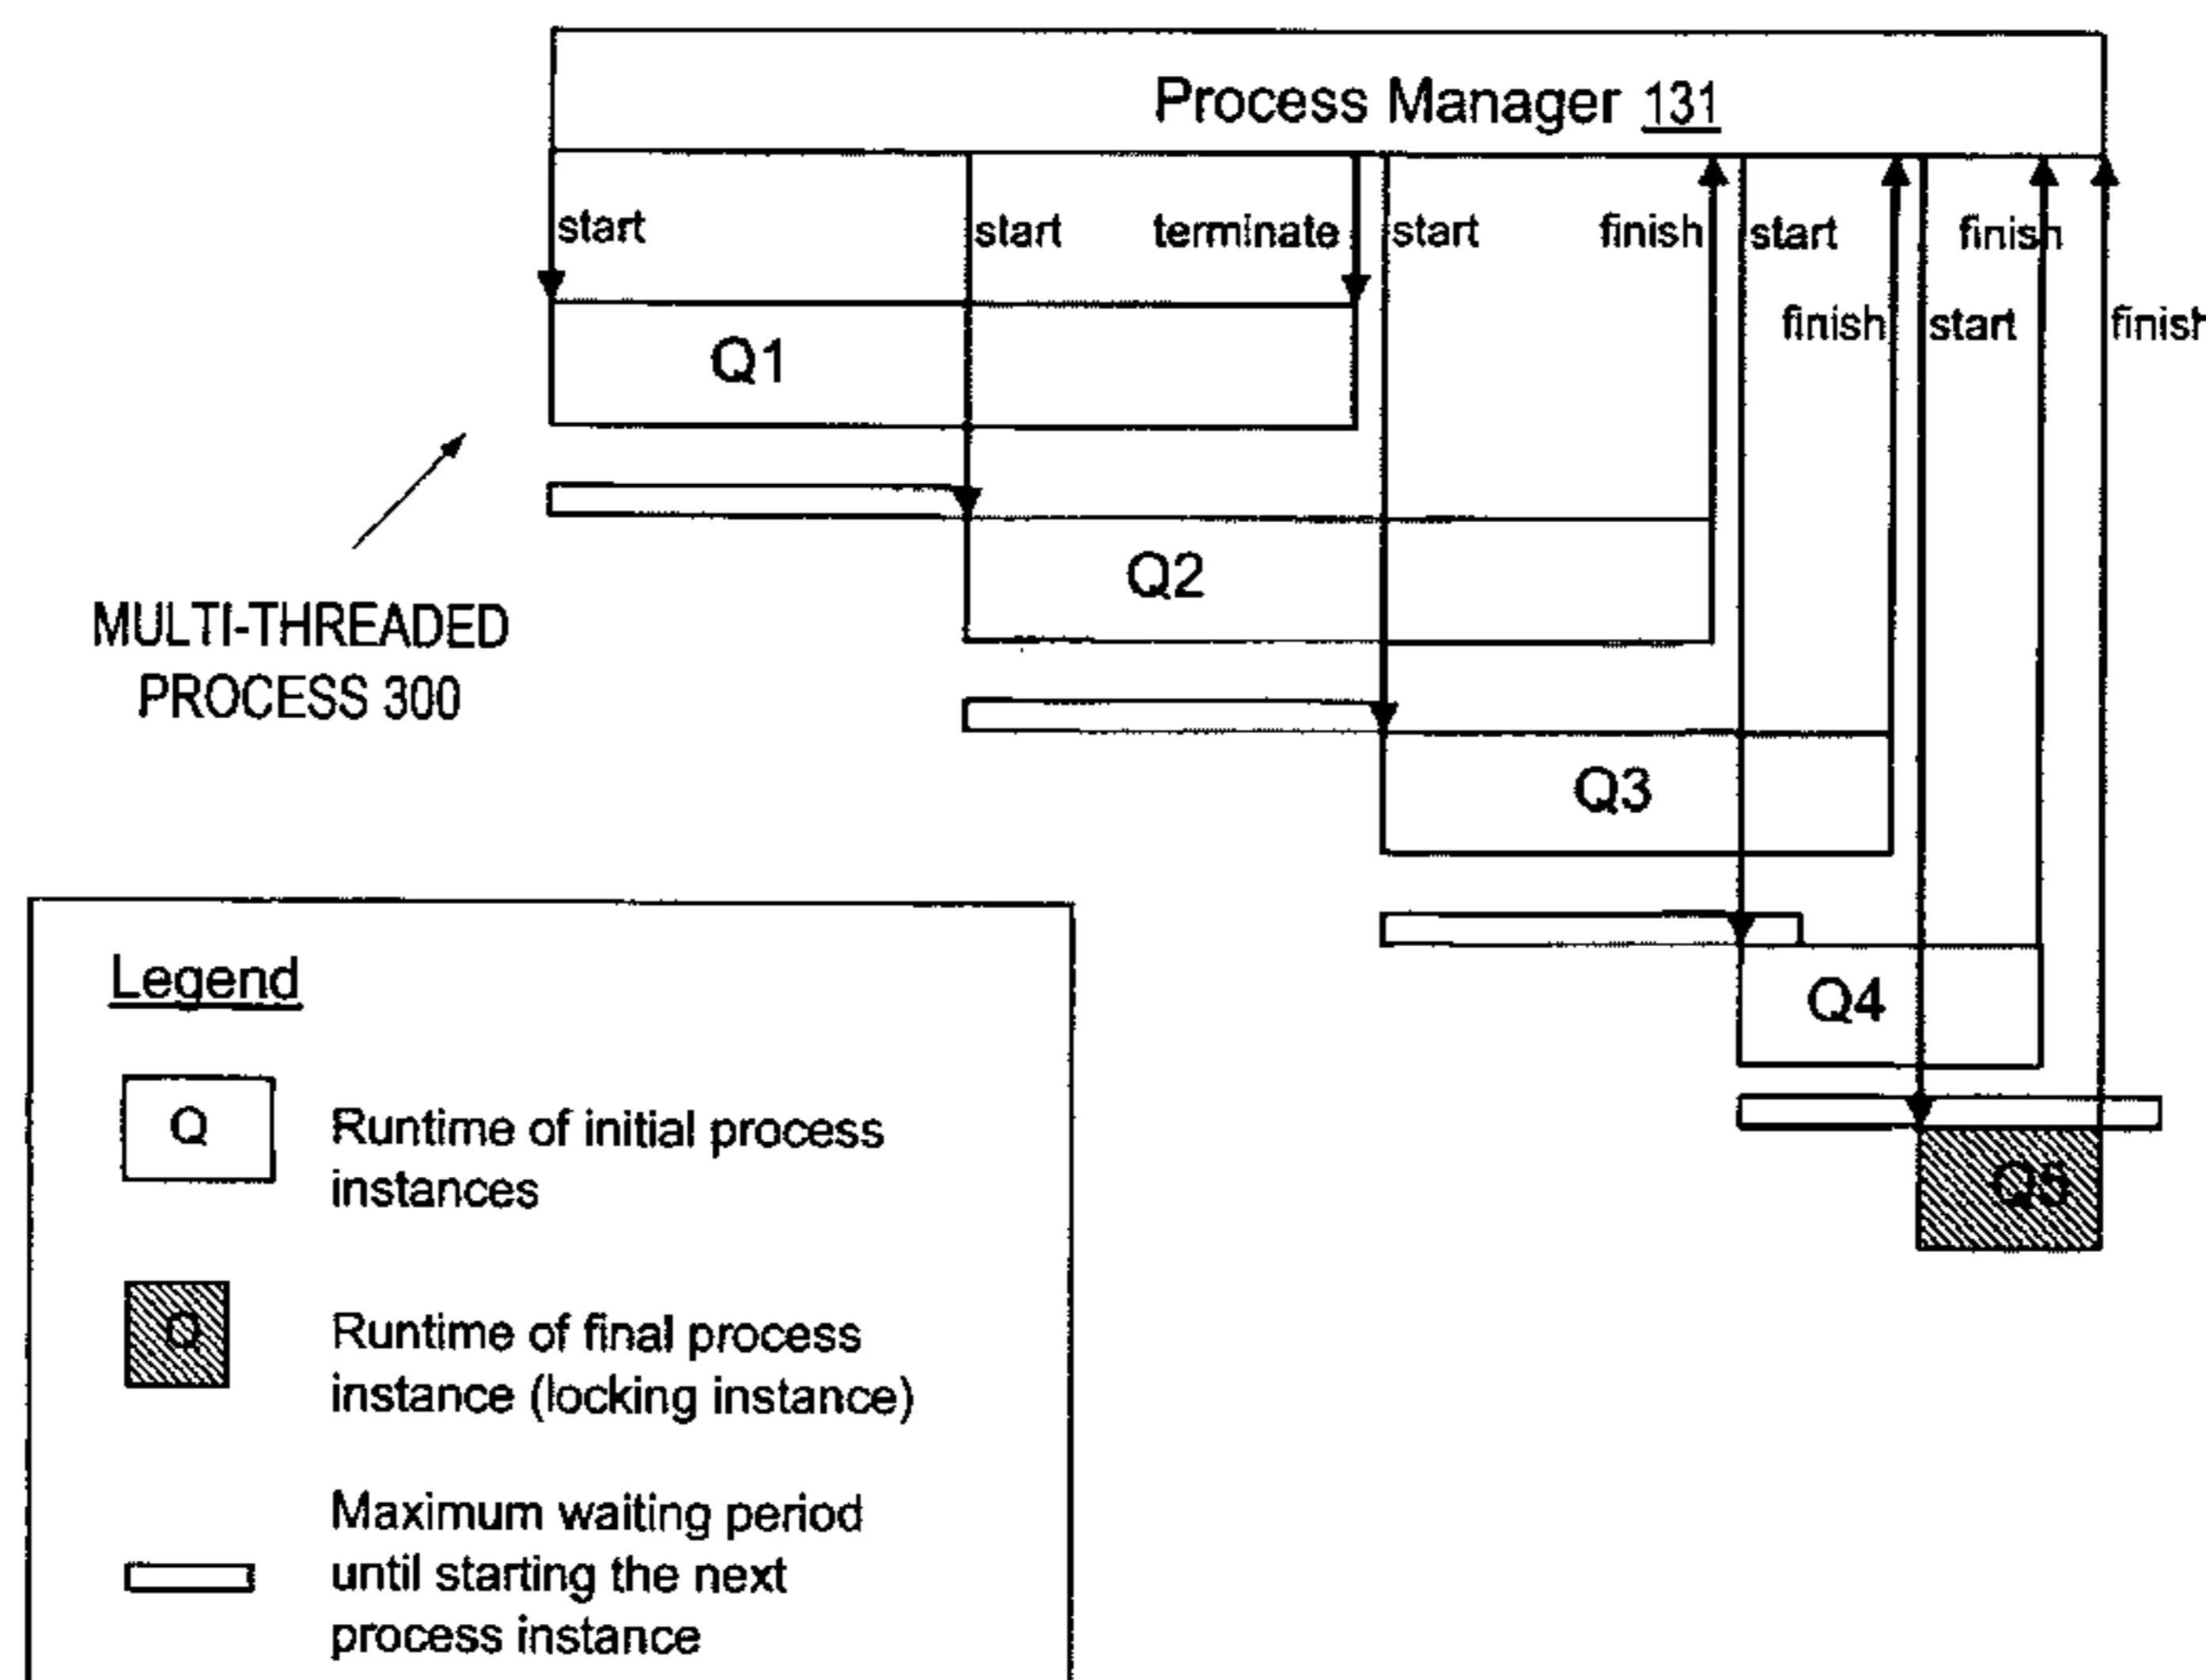 Process Manager 131
start
start
terminate
start
finish
start
finish
finish
start
finish
Q1
Q2
MULTI-THREADED
PROCESS 300
Q3
Q4
Q5
Legend
Q
Runtime of initial process
instances
Q
Runtime of final process
instance (locking instance)
Maximum waiting period
until starting the next
process instance